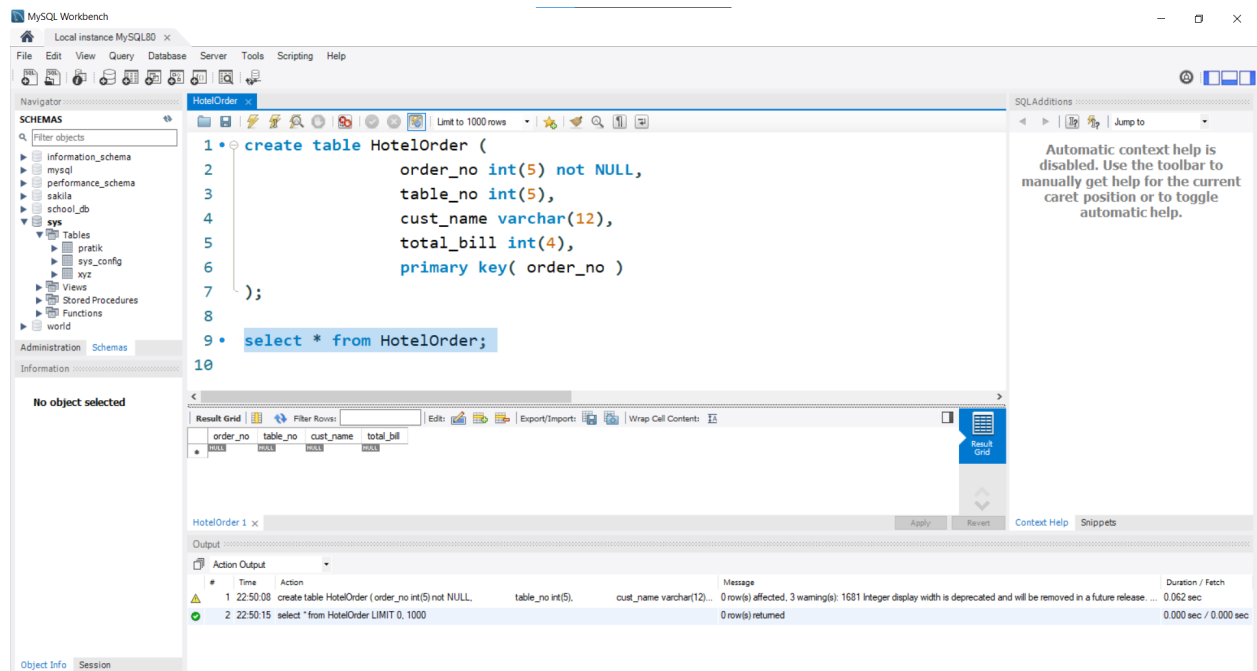 MySQL Workbench
Local instance MySQL80
File Edit View Query Database Server Tools Scripting Help
Navigator
SCHEMAS
Filter objects
information_schema
mysql
performance_schema
sakila
school_db
sys
Tables
pratik
sys_config
xyz
Views
Stored Procedures
Functions
world
Administration Schemas
Information
No object selected
Object Info Session
HotelOrder
Limit to 1000 rows
1 create table HotelOrder (
2 order_no int(5) not NULL,
3 table_no int(5),
4 cust_name varchar(12),
5 total_bill int(4),
6 primary key( order_no )
7 );
8
9 select * from HotelOrder;
10
Result Grid Filter Rows: Edit: Export/Import: Wrap Cell Content:
order_no table_no cust_name total_bill
NULL NULL NULL NULL
Result
Grid
HotelOrder 1 Apply Revert
SQLAdditions
Jump to
Automatic context help is
disabled. Use the toolbar to
manually get help for the current
caret position or to toggle
automatic help.
Context Help Snippets
Output
Action Output
# Time Action Message Duration / Fetch
1 22:50:08 create table HotelOrder ( order_no int(5) not NULL, table_no int(5), cust_name varchar(12)... 0 row(s) affected, 3 warning(s): 1681 Integer display width is deprecated and will be removed in a future release. ... 0.062 sec
2 22:50:15 select * from HotelOrder LIMIT 0, 1000 0 row(s) returned 0.000 sec / 0.000 sec